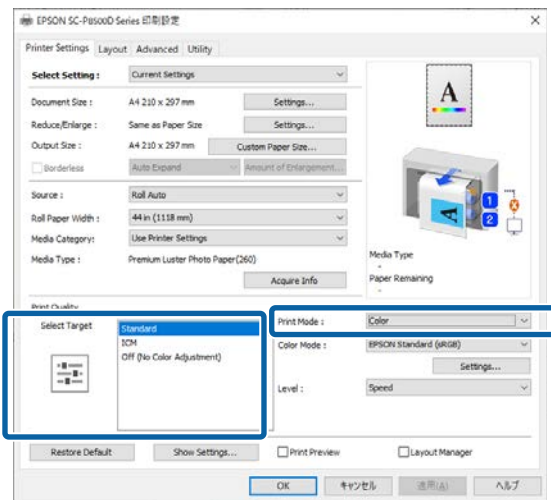 EPSON SC-P8500D Series 印刷設定
Printer Settings Layout Advanced Utility
Select Setting : Current Settings
Document Size : A4 210 x 297 mm Settings...
Reduce/Enlarge : Same as Paper Size Settings...
Output Size : A4 210 x 297 mm Custom Paper Size...
Borderless Auto Expand Amount of Enlargement...
Source : Roll Auto
Roll Paper Width : 44 in (1118 mm)
Media Category: Use Printer Settings
Media Type : Premium Luster Photo Paper(260)
Acquire Info
A
A
1
2
Media Type
-
Paper Remaining
-
Print Quality
Select Target
Standard
ICM
Off (No Color Adjustment)
Print Mode : Color
Color Mode : EPSON Standard (sRGB)
Settings...
Level : Speed
Restore Default Show Settings... Print Preview Layout Manager
OK キャンセル 適用(A) ヘルプ